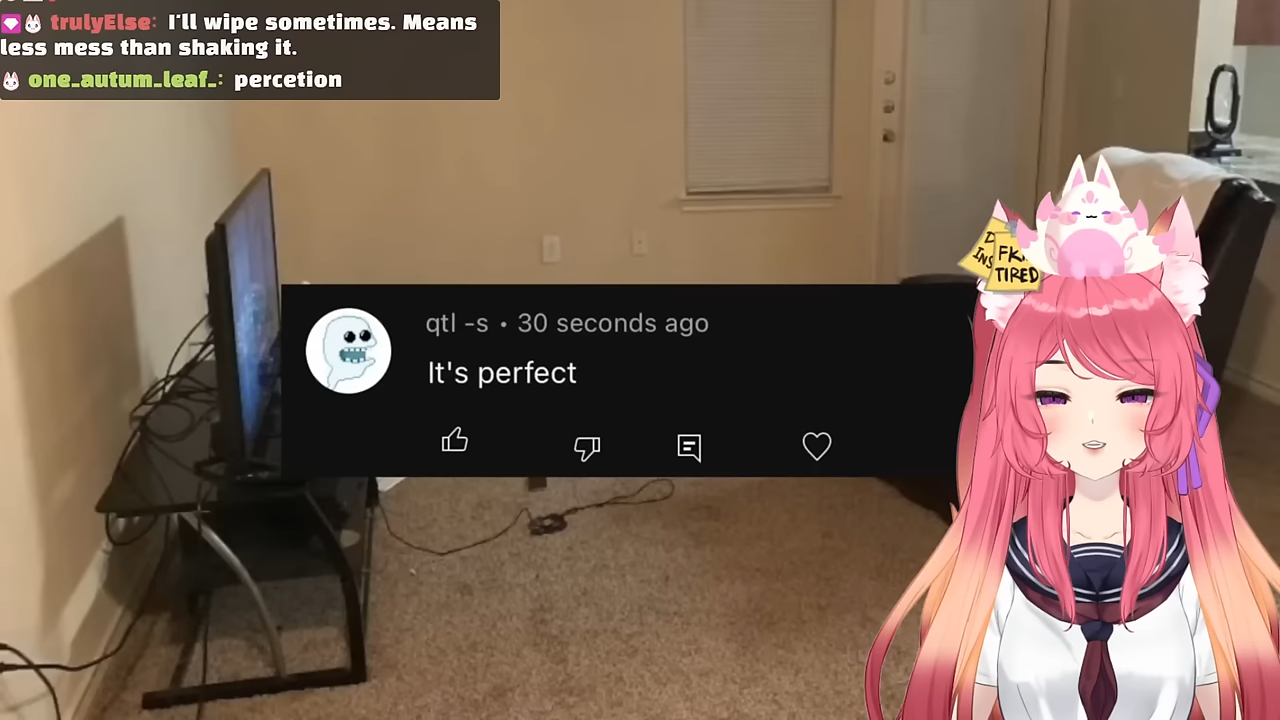 trulyElse: I'll wipe sometimes. Means
less mess than shaking it.
one_autum_leaf_: percetion
qtl -s • 30 seconds ago
It's perfect
FK
TIRED